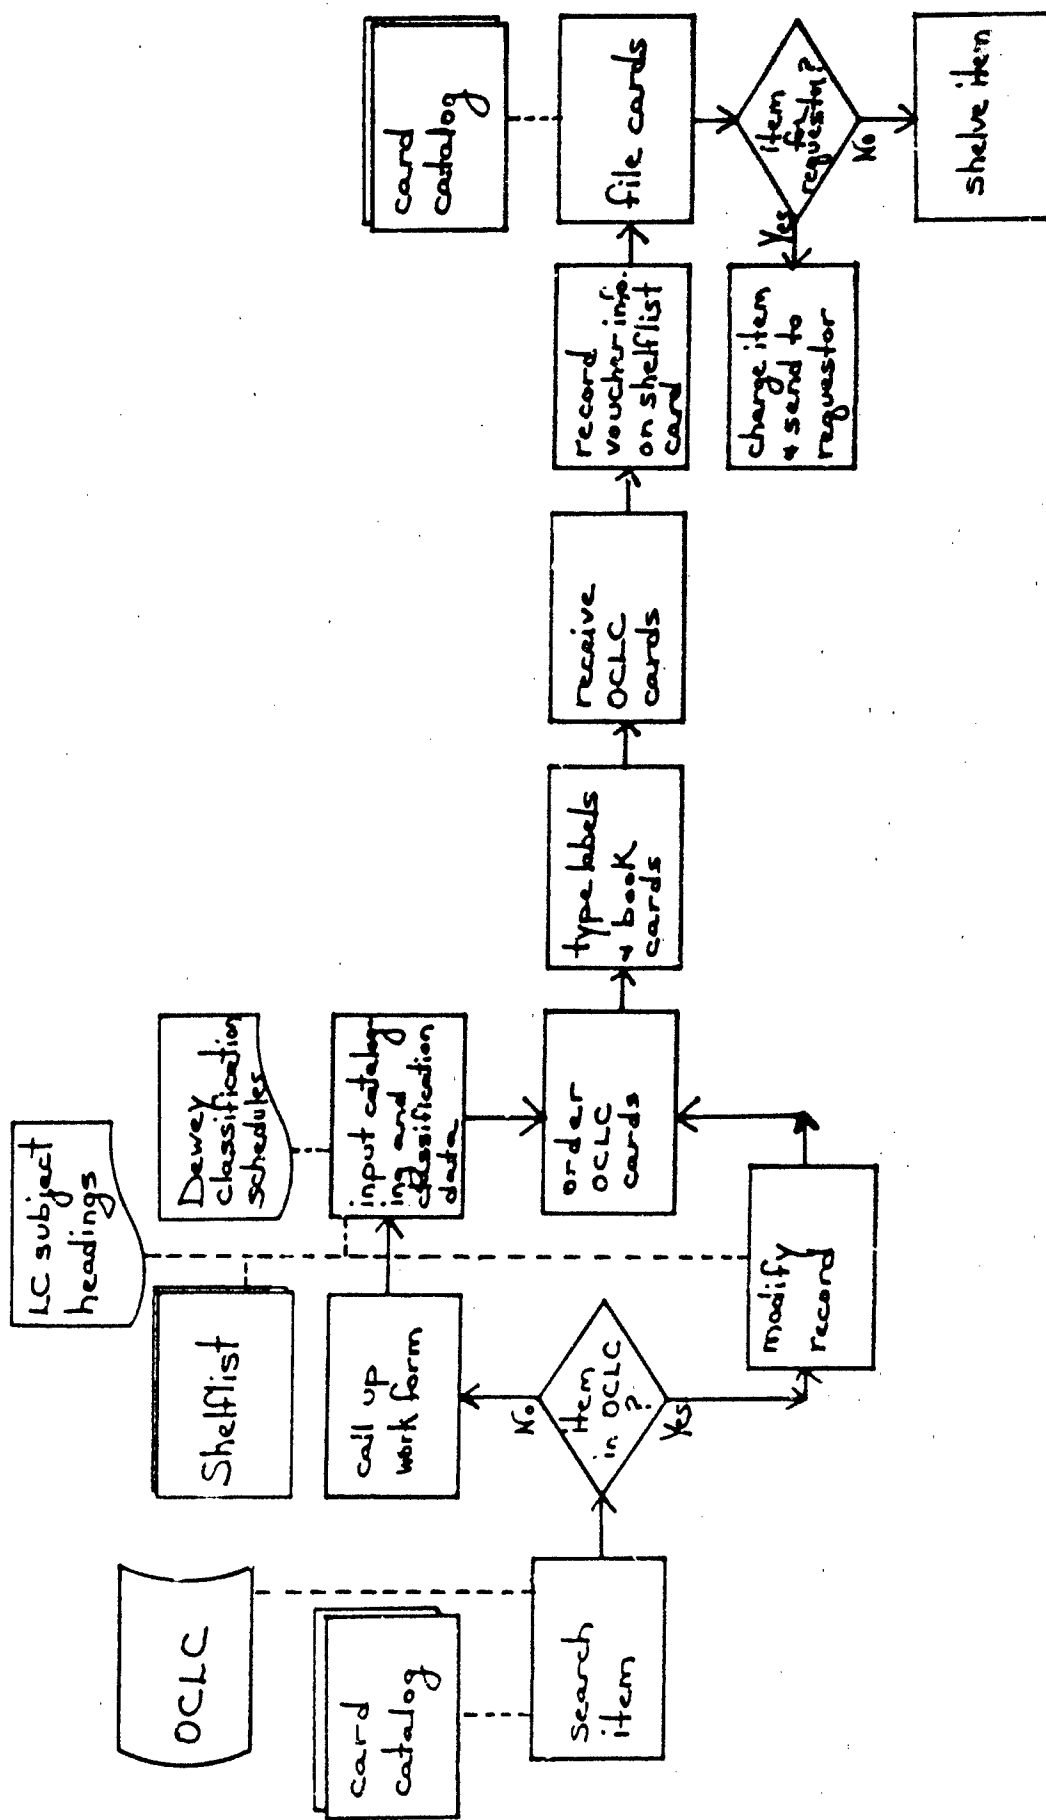 OCLC
card
catalog
search
item
LC subject
headings
Shelflist
Dewey
classification
schedules
call up
work form
input catalog-
ing and
classification
data
No
item
in OCLC
?
Yes
modify
record
order
OCLC
cards
type labels
& book
cards
receive
OCLC
cards
record
voucher info.
on shelflist
card
card
catalog
file cards
item
for
requestor?
Yes
No
charge item
& send to
requestor
shelve item